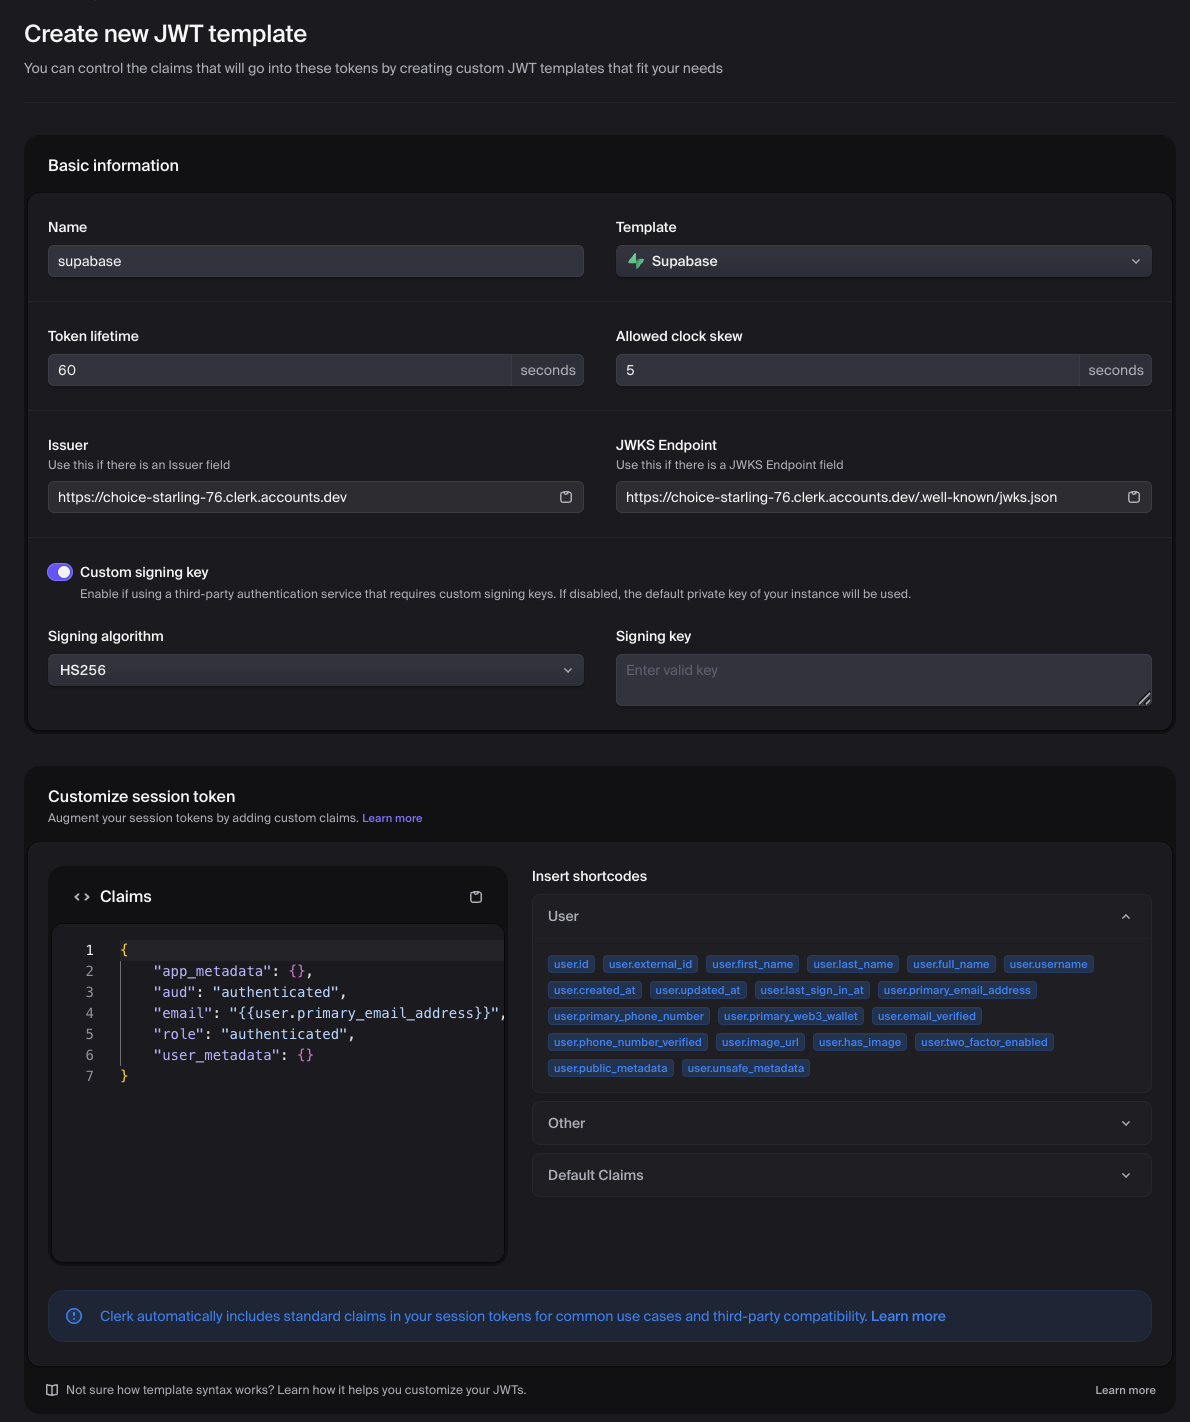 Create new JWT template
You can control the claims that will go into these tokens by creating custom JWT templates that fit your needs
Basic information
Name
supabase
Template
Supabase
Token lifetime
60
seconds
Allowed clock skew
5
seconds
Issuer
Use this if there is an Issuer field
https://choice-starling-76.clerk.accounts.dev
JWKS Endpoint
Use this if there is a JWKS Endpoint field
https://choice-starling-76.clerk.accounts.dev/.well-known/jwks.json
Custom signing key
Enable if using a third-party authentication service that requires custom signing keys. If disabled, the default private key of your instance will be used.
Signing algorithm
HS256
Signing key
Enter valid key
Customize session token
Augment your session tokens by adding custom claims. Learn more
<> Claims
1 {
2 "app_metadata": {},
3 "aud": "authenticated",
4 "email": "{{user.primary_email_address}}",
5 "role": "authenticated",
6 "user_metadata": {}
7 }
Insert shortcodes
User
user.id user.external_id user.first_name user.last_name user.full_name user.username
user.created_at user.updated_at user.last_sign_in_at user.primary_email_address
user.primary_phone_number user.primary_web3_wallet user.email_verified
user.phone_number_verified user.image_url user.has_image user.two_factor_enabled
user.public_metadata user.unsafe_metadata
Other
Default Claims
Clerk automatically includes standard claims in your session tokens for common use cases and third-party compatibility. Learn more
Not sure how template syntax works? Learn how it helps you customize your JWTs.
Learn more